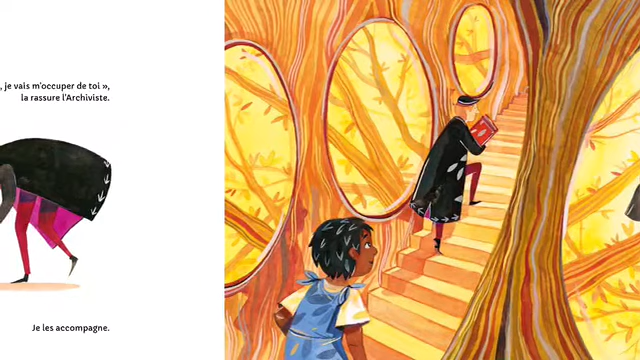 , je vais m'occuper de toi »,
la rassure l'Archiviste.
Je les accompagne.